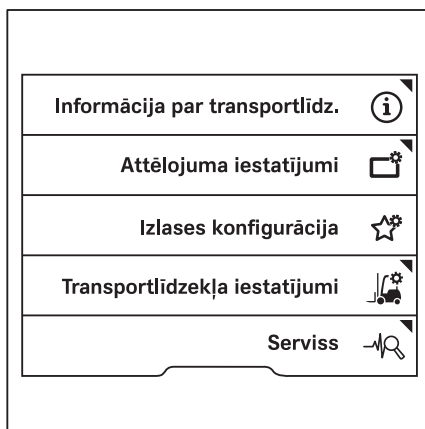 Informācija par transportlīdz.
Attēlojuma iestatījumi
Izlases konfigurācija
Transportlīdzekļa iestatījumi
Serviss